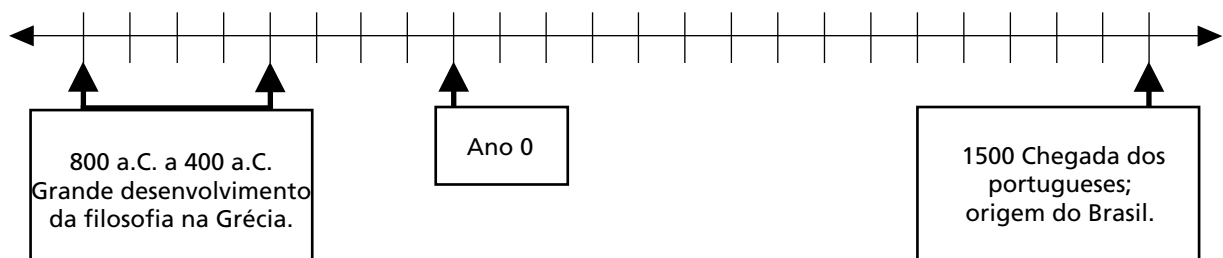 800 a.C. a 400 a.C.
Grande desenvolvimento
da filosofia na Grécia.
Ano 0
1500 Chegada dos
portugueses;
origem do Brasil.